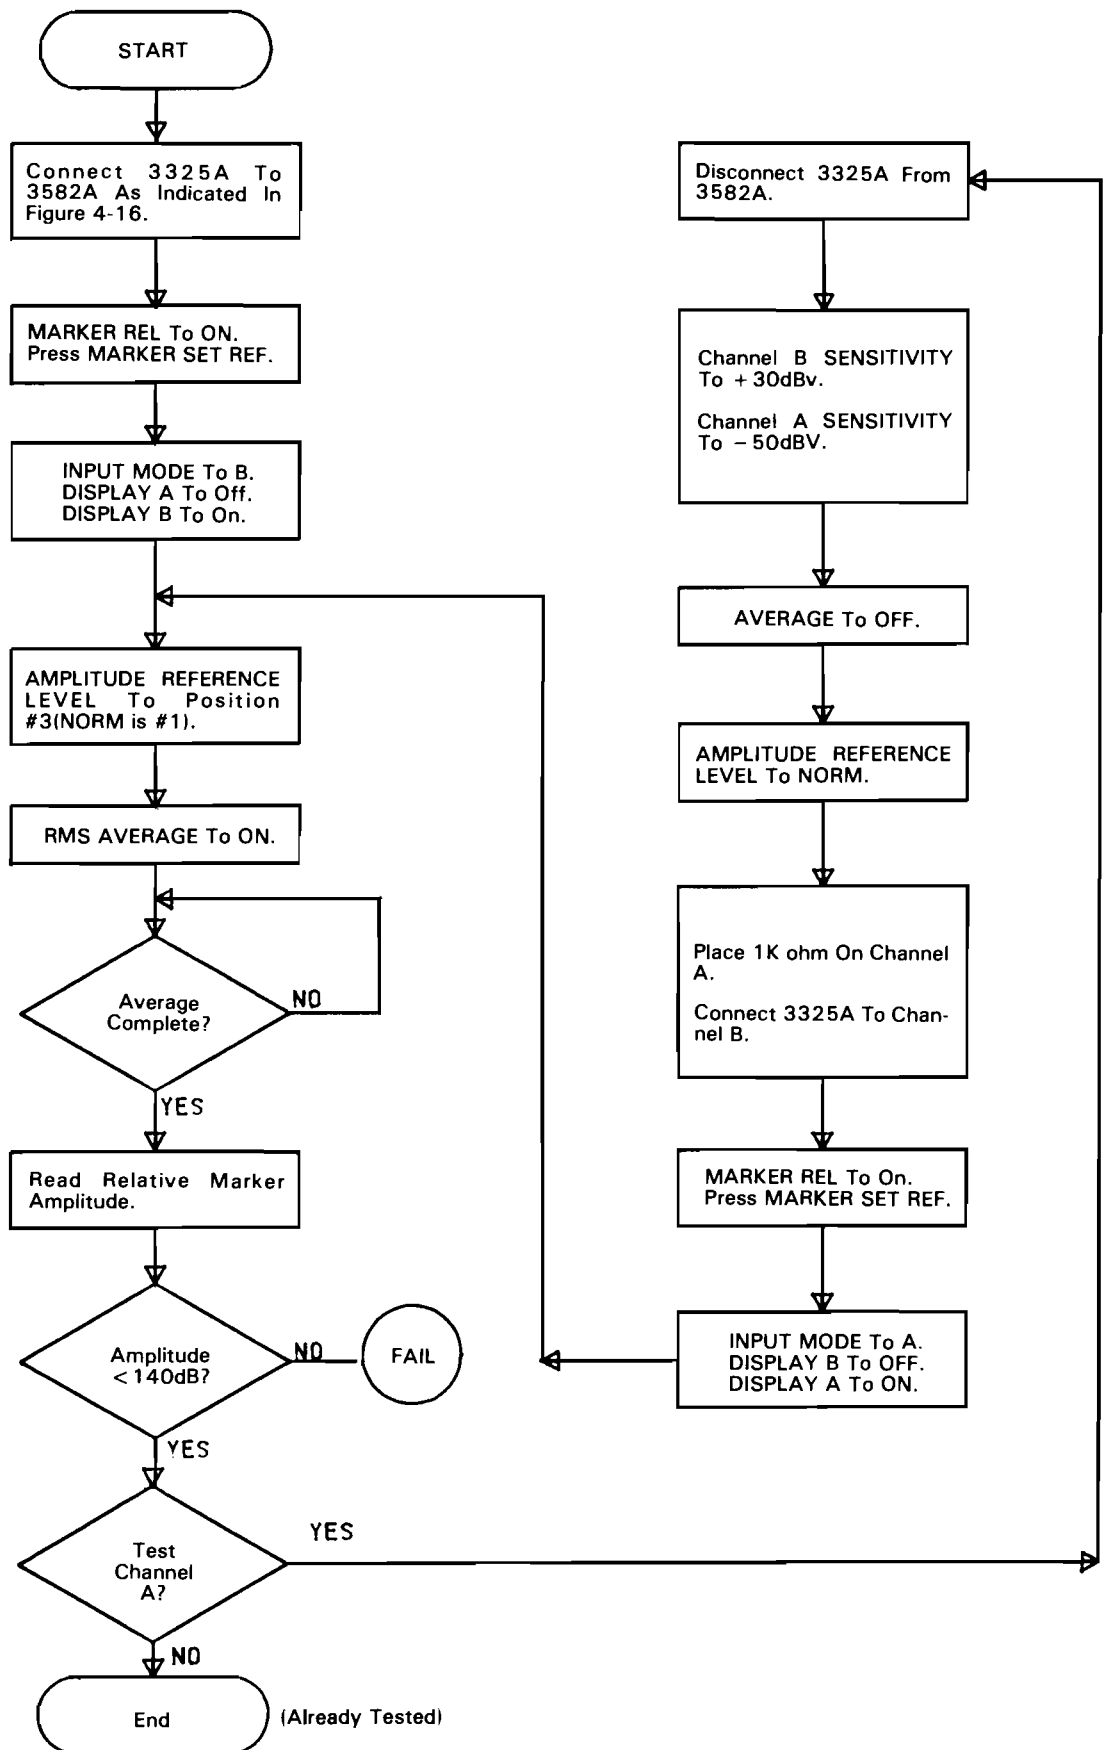 START
Connect 3325A To
3582A As Indicated In
Figure 4-16.
MARKER REL To ON.
Press MARKER SET REF.
INPUT MODE To B.
DISPLAY A To Off.
DISPLAY B To On.
AMPLITUDE REFERENCE
LEVEL To Position
#3(NORM is #1).
RMS AVERAGE To ON.
Average
Complete?
NO
YES
Read Relative Marker
Amplitude.
Amplitude
< 140dB?
NO
FAIL
YES
Test
Channel
A?
YES
NO
End
(Already Tested)
Disconnect 3325A From
3582A.
Channel B SENSITIVITY
To + 30dBv.
Channel A SENSITIVITY
To – 50dBV.
AVERAGE To OFF.
AMPLITUDE REFERENCE
LEVEL To NORM.
Place 1K ohm On Channel
A.
Connect 3325A To Chan-
nel B.
MARKER REL To On.
Press MARKER SET REF.
INPUT MODE To A.
DISPLAY B To OFF.
DISPLAY A To ON.